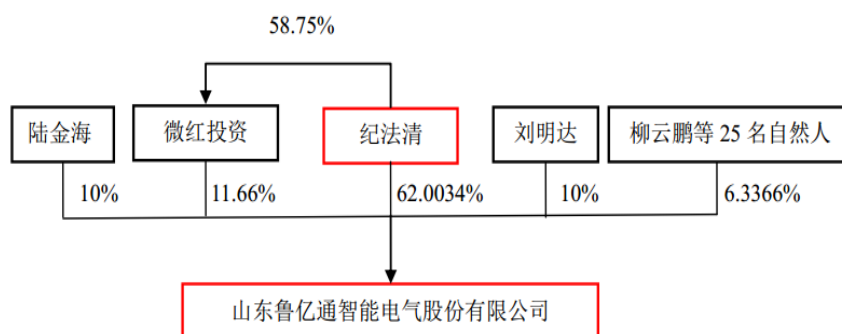 58.75%
陆金海
微红投资
纪法清
刘明达
柳云鹏等 25 名自然人
10%
11.66%
62.0034%
10%
6.3366%
山东鲁亿通智能电气股份有限公司